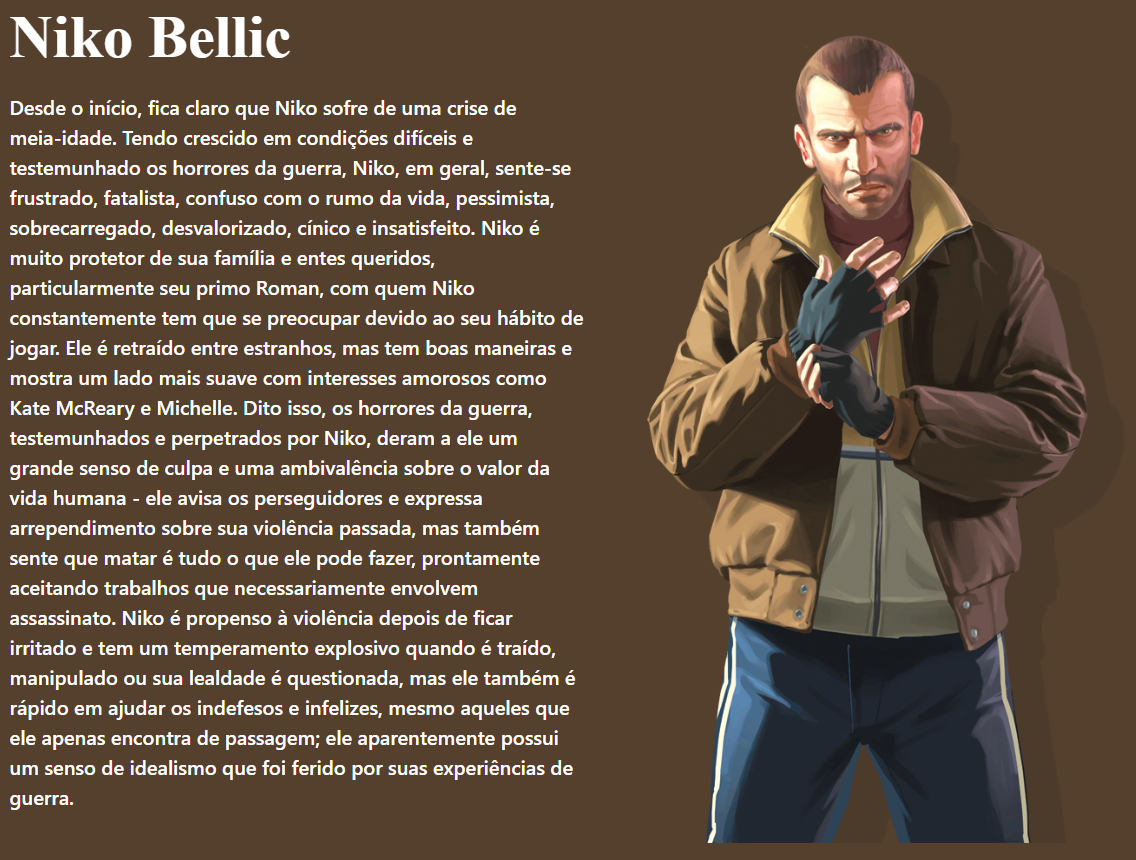 Niko Bellic
Desde o início, fica claro que Niko sofre de uma crise de
meia-idade. Tendo crescido em condições difíceis e
testemunhado os horrores da guerra, Niko, em geral, sente-se
frustrado, fatalista, confuso com o rumo da vida, pessimista,
sobrecarregado, desvalorizado, cínico e insatisfeito. Niko é
muito protetor de sua família e entes queridos,
particularmente seu primo Roman, com quem Niko
constantemente tem que se preocupar devido ao seu hábito de
jogar. Ele é retraído entre estranhos, mas tem boas maneiras e
mostra um lado mais suave com interesses amorosos como
Kate McReary e Michelle. Dito isso, os horrores da guerra,
testemunhados e perpetrados por Niko, deram a ele um
grande senso de culpa e uma ambivalência sobre o valor da
vida humana - ele avisa os perseguidores e expressa
arrependimento sobre sua violência passada, mas também
sente que matar é tudo o que ele pode fazer, prontamente
aceitando trabalhos que necessariamente envolvem
assassinato. Niko é propenso à violência depois de ficar
irritado e tem um temperamento explosivo quando é traído,
manipulado ou sua lealdade é questionada, mas ele também é
rápido em ajudar os indefesos e infelizes, mesmo aqueles que
ele apenas encontra de passagem; ele aparentemente possui
um senso de idealismo que foi ferido por suas experiências de
guerra.